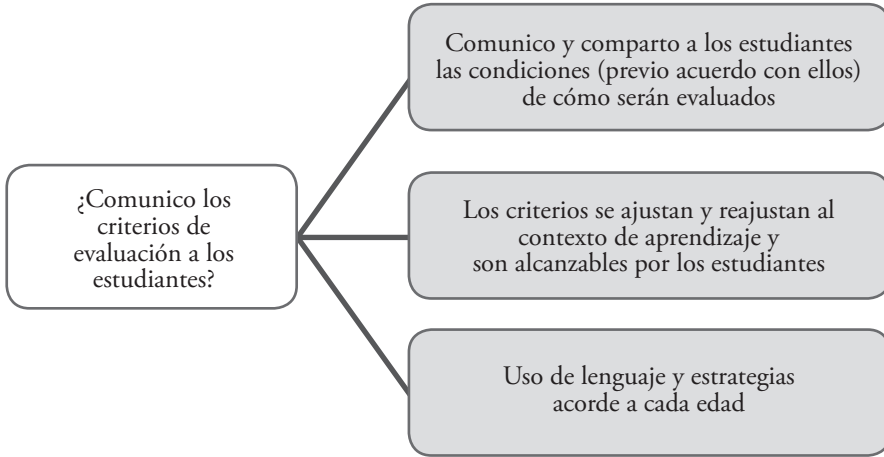 ¿Comunico los
criterios de
evaluación a los
estudiantes?
Comunico y comparto a los estudiantes
las condiciones (previo acuerdo con ellos)
de cómo serán evaluados
Los criterios se ajustan y reajustan al
contexto de aprendizaje y
son alcanzables por los estudiantes
Uso de lenguaje y estrategias
acorde a cada edad